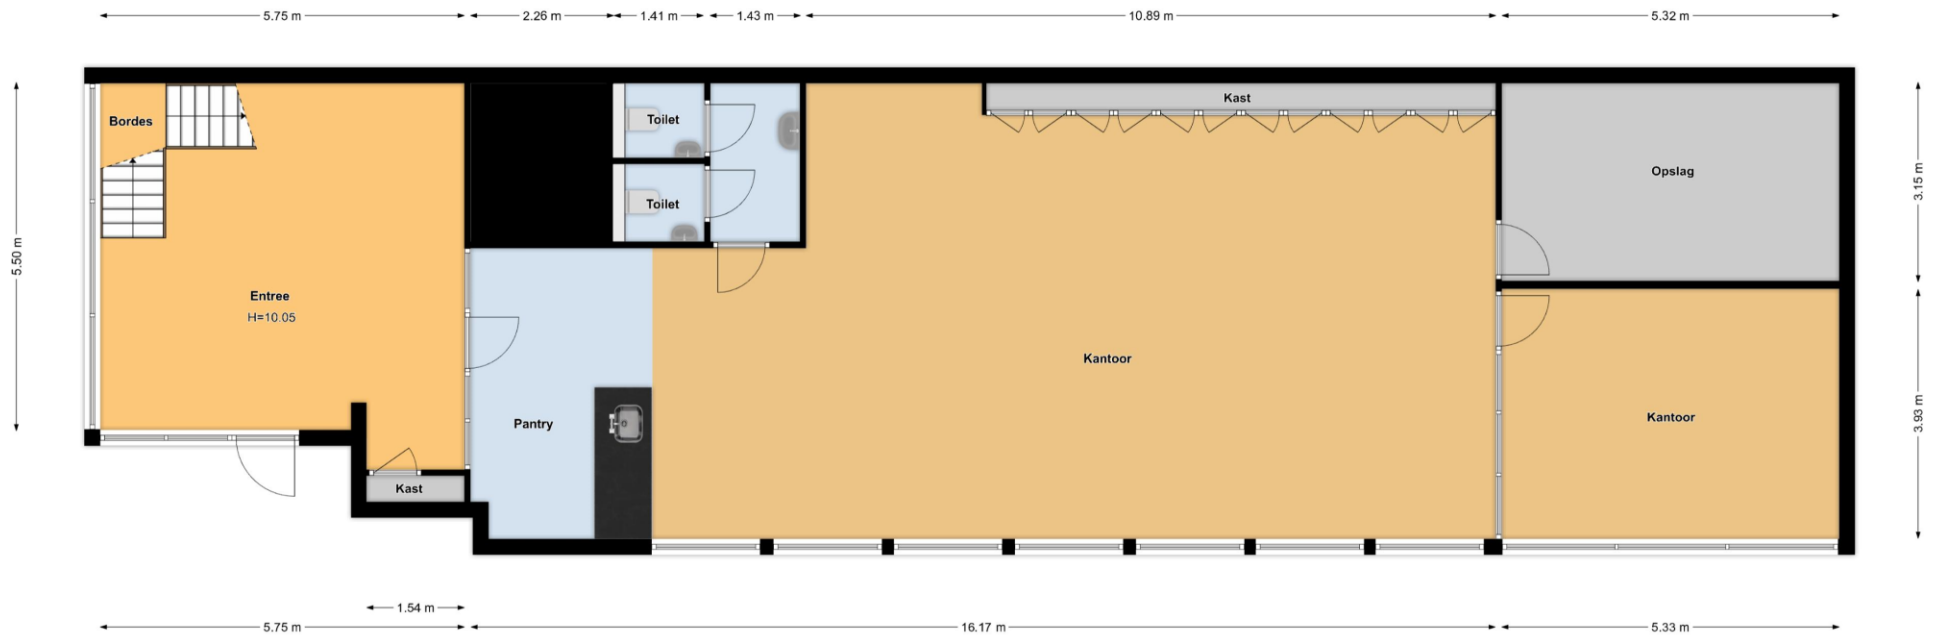 5.75 m
2.26 m
1.41 m
1.43 m
10.89 m
5.32 m
Bordes
Toilet
Kast
Toilet
Opslag
5.50 m
3.15 m
Entree
H=10.05
Kantoor
Pantry
Kantoor
3.93 m
Kast
1.54 m
5.75 m
16.17 m
5.33 m